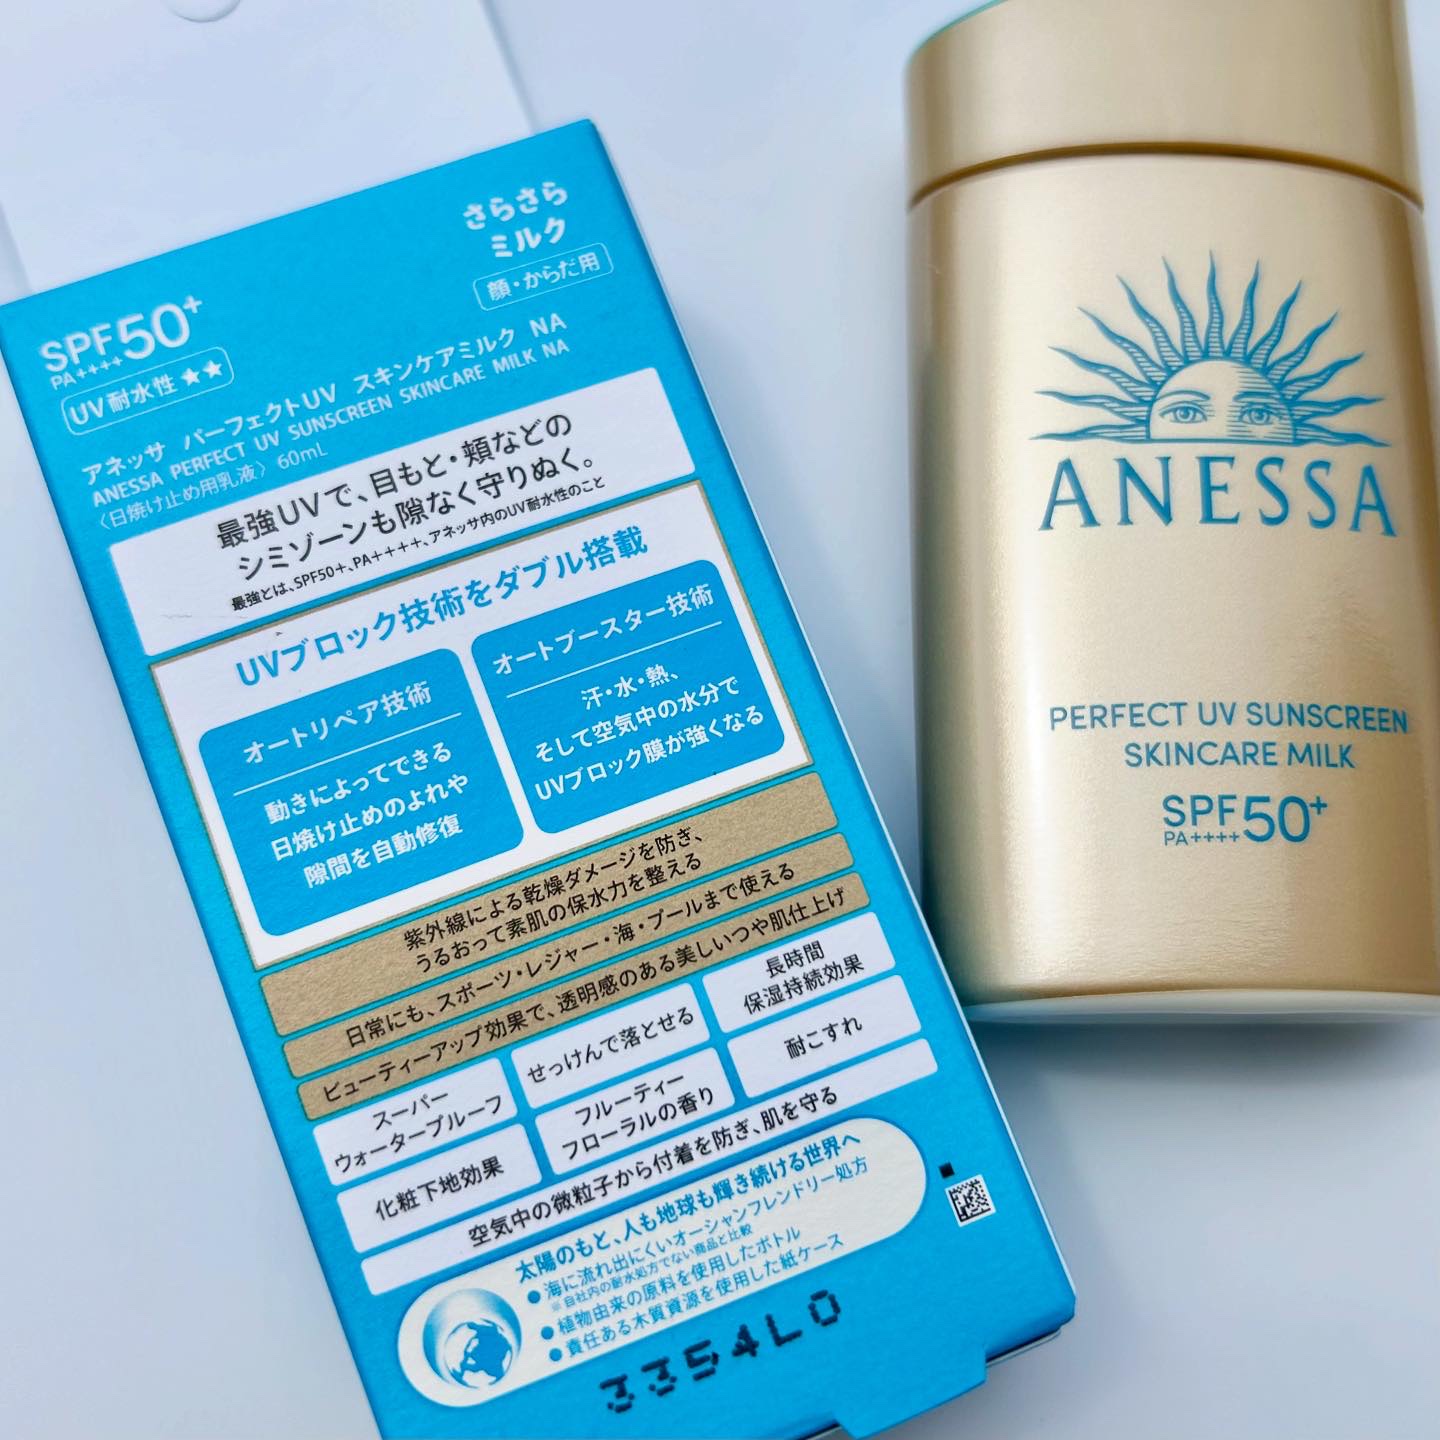 さらさら
ミルク
顔・からだ用
SPF50+
PA++++
UV耐水性 ★★
アネッサ パーフェクトUV スキンケアミルク NA
ANESSA PERFECT UV SUNSCREEN SKINCARE MILK NA
〈日焼け止め用乳液〉 60mL
最強UVで、目もと・頬などの
シミゾーンも隙なく守りぬく。
最強とは、SPF50+、PA++++、アネッサ内のUV耐水性のこと
UVブロック技術をダブル搭載
オートリペア技術
動きによってできる
日焼け止めのよれや
隙間を自動修復
オートブースター技術
汗・水・熱、
そして空気中の水分で
UVブロック膜が強くなる
紫外線による乾燥ダメージを防ぎ、
うるおって素肌の保水力を整える
日常にも、スポーツ・レジャー・海・プールまで使える
ビューティーアップ効果で、透明感のある美しいつや肌仕上げ
スーパー
ウォータープルーフ
せっけんで落とせる
長時間
保湿持続効果
化粧下地効果
フルーティー
フローラルの香り
耐こすれ
空気中の微粒子から付着を防ぎ、肌を守る
太陽のもと、人も地球も輝き続ける世界へ
●海に流れ出にくいオーシャンフレンドリー処方
※自社内の耐水処方でない商品と比較
●植物由来の原料を使用したボトル
●責任ある木質資源を使用した紙ケース
3354LO
ANESSA
PERFECT UV SUNSCREEN
SKINCARE MILK
SPF50+
PA++++